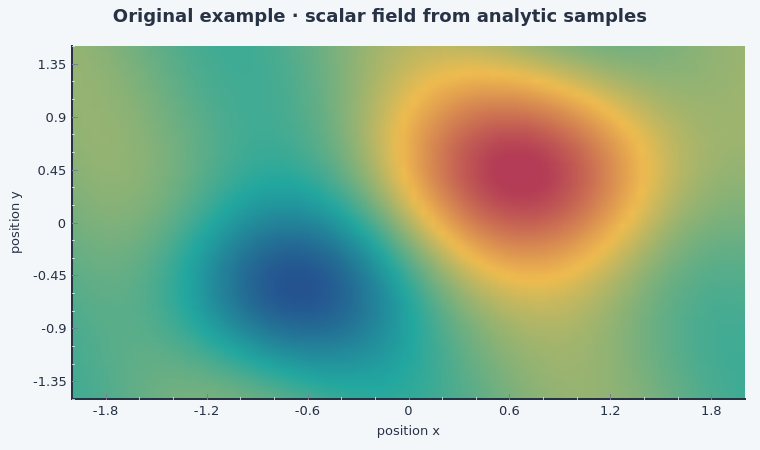 Original example · scalar field from analytic samples
1.35
0.9
0.45
0
-0.45
-0.9
-1.35
position y
-1.8 -1.2 -0.6 0 0.6 1.2 1.8
position x